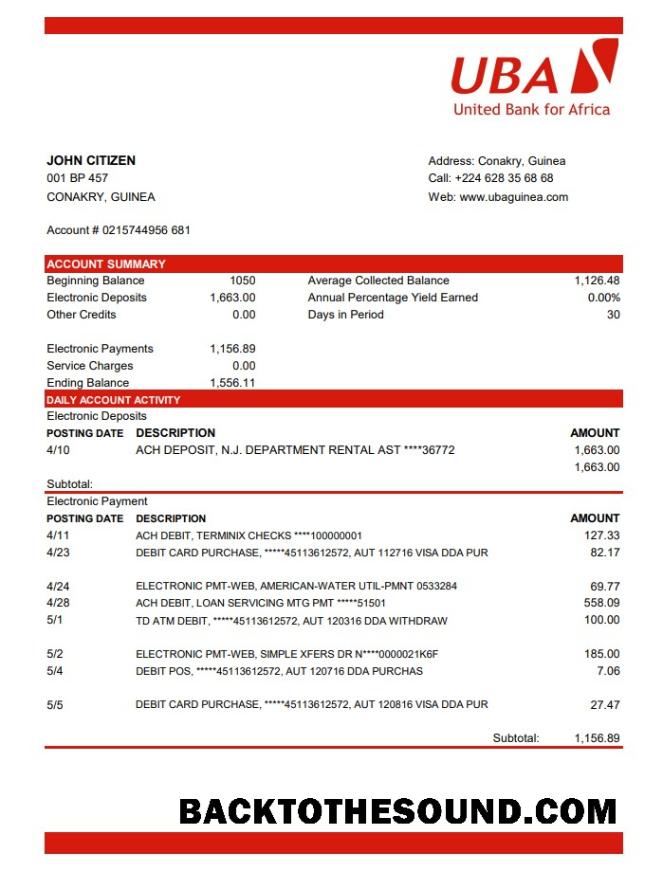 UBA
United Bank for Africa
JOHN CITIZEN
001 BP 457
CONAKRY, GUINEA
Address: Conakry, Guinea
Call: +224 628 35 68 68
Web: www.ubaguinea.com
Account # 0215744956 681
ACCOUNT SUMMARY
Beginning Balance 1050 Average Collected Balance 1,126.48
Electronic Deposits 1,663.00 Annual Percentage Yield Earned 0.00%
Other Credits 0.00 Days in Period 30
Electronic Payments 1,156.89
Service Charges 0.00
Ending Balance 1,556.11
DAILY ACCOUNT ACTIVITY
Electronic Deposits
POSTING DATE DESCRIPTION AMOUNT
4/10 ACH DEPOSIT, N.J. DEPARTMENT RENTAL AST ****36772 1,663.00
1,663.00
Subtotal:
Electronic Payment
POSTING DATE DESCRIPTION AMOUNT
4/11 ACH DEBIT, TERMINIX CHECKS ****100000001 127.33
4/23 DEBIT CARD PURCHASE, *****45113612572, AUT 112716 VISA DDA PUR 82.17
4/24 ELECTRONIC PMT-WEB, AMERICAN-WATER UTIL-PMNT 0533284 69.77
4/28 ACH DEBIT, LOAN SERVICING MTG PMT *****51501 558.09
5/1 TD ATM DEBIT, *****45113612572, AUT 120316 DDA WITHDRAW 100.00
5/2 ELECTRONIC PMT-WEB, SIMPLE XFERS DR N****0000021K6F 185.00
5/4 DEBIT POS, *****45113612572, AUT 120716 DDA PURCHAS 7.06
5/5 DEBIT CARD PURCHASE, *****45113612572, AUT 120816 VISA DDA PUR 27.47
Subtotal: 1,156.89
BACKTOTHESOUND.COM